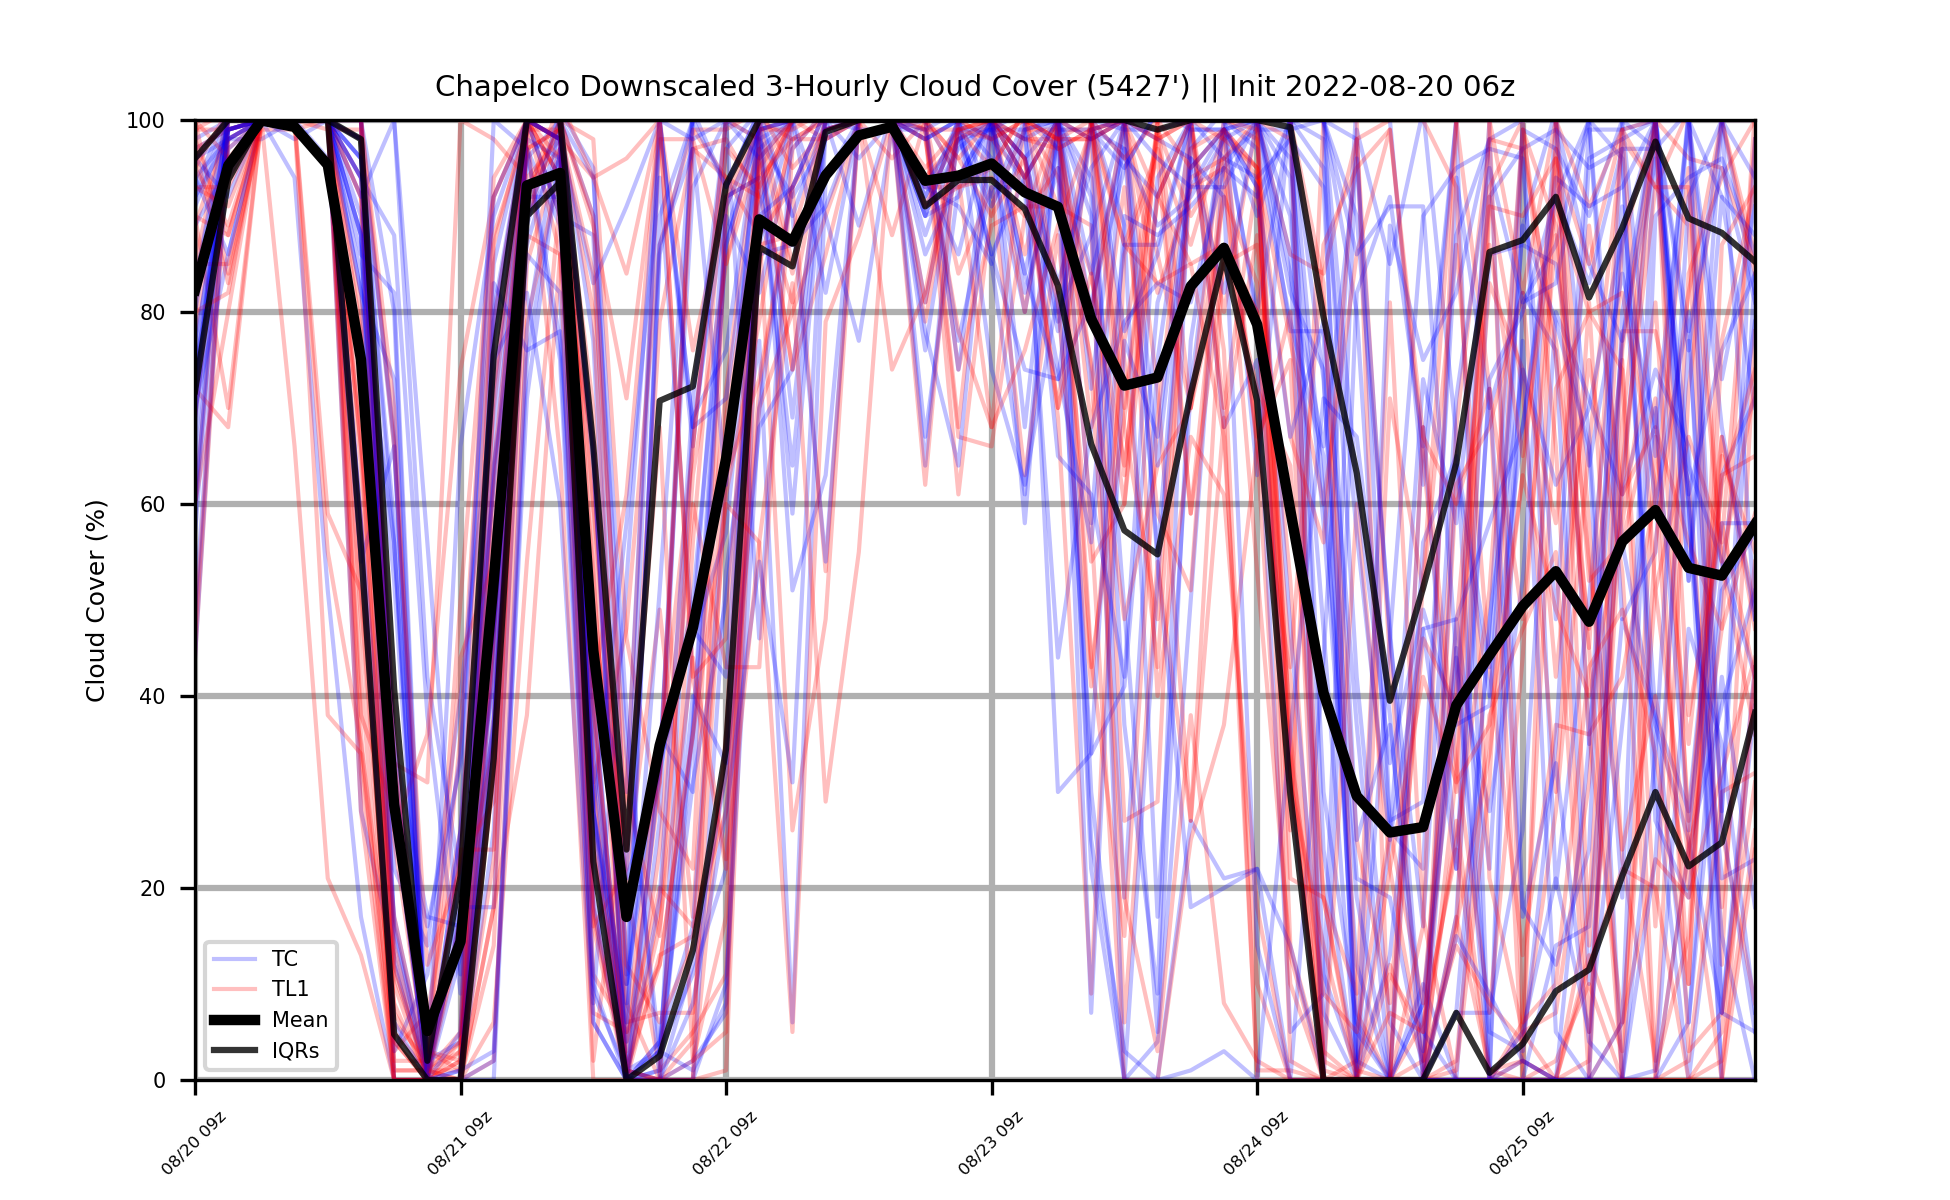 Chapelco Downscaled 3-Hourly Cloud Cover (5427') || Init 2022-08-20 06z
Cloud Cover (%)
100
80
60
40
20
0
TC
TL1
Mean
IQRs
08/20 09z
08/21 09z
08/22 09z
08/23 09z
08/24 09z
08/25 09z